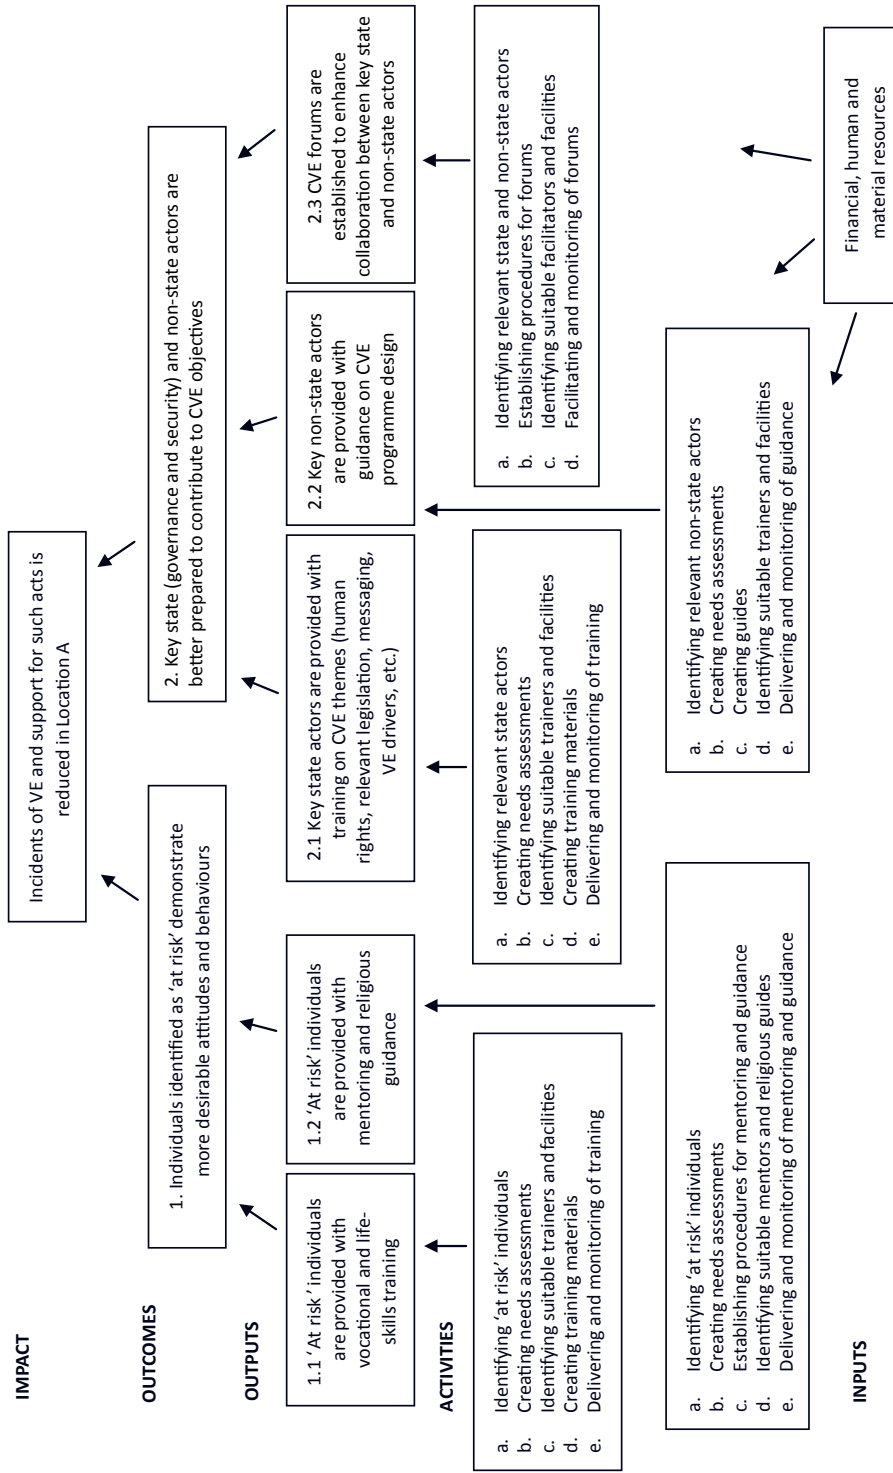 IMPACT
Incidents of VE and support for such acts is
reduced in Location A
OUTCOMES
1. Individuals identified as ‘at risk’ demonstrate
more desirable attitudes and behaviours
2. Key state (governance and security) and non-state actors are
better prepared to contribute to CVE objectives
OUTPUTS
1.1 ‘At risk’ individuals
are provided with
vocational and life-
skills training
1.2 ‘At risk’ individuals
are provided with
mentoring and religious
guidance
2.1 Key state actors are provided with
training on CVE themes (human
rights, relevant legislation, messaging,
VE drivers, etc.)
2.2 Key non-state actors
are provided with
guidance on CVE
programme design
2.3 CVE forums are
established to enhance
collaboration between key state
and non-state actors
ACTIVITIES
a. Identifying ‘at risk’ individuals
b. Creating needs assessments
c. Identifying suitable trainers and facilities
d. Creating training materials
e. Delivering and monitoring of training
a. Identifying relevant state actors
b. Creating needs assessments
c. Identifying suitable trainers and facilities
d. Creating training materials
e. Delivering and monitoring of training
a. Identifying relevant state and non-state actors
b. Establishing procedures for forums
c. Identifying suitable facilitators and facilities
d. Facilitating and monitoring of forums
a. Identifying ‘at risk’ individuals
b. Creating needs assessments
c. Establishing procedures for mentoring and guidance
d. Identifying suitable mentors and religious guides
e. Delivering and monitoring of mentoring and guidance
a. Identifying relevant non-state actors
b. Creating needs assessments
c. Creating guides
d. Identifying suitable trainers and facilities
e. Delivering and monitoring of guidance
INPUTS
Financial, human and
material resources